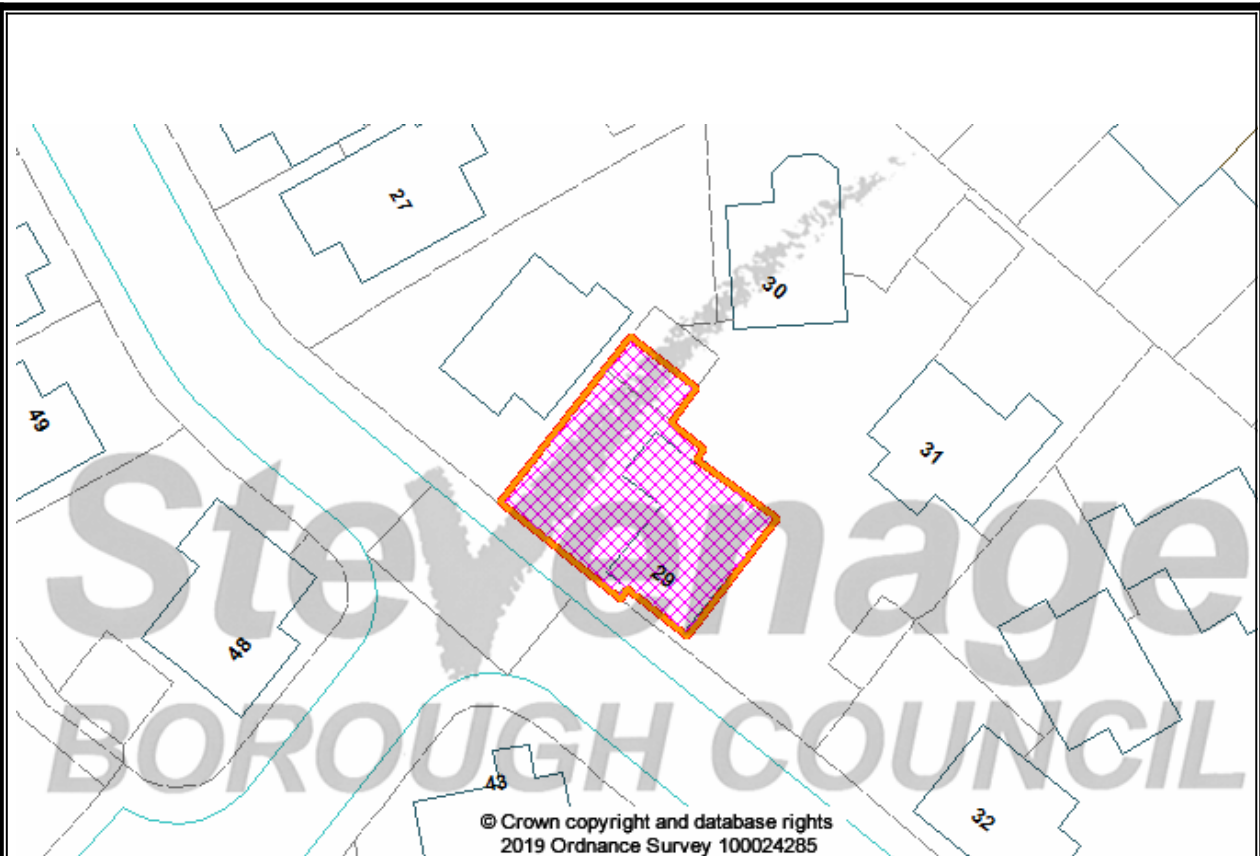 27
30
49
31
29
Stevenage
48
BOROUGH COUNCIL
43
32
© Crown copyright and database rights
2019 Ordnance Survey 100024285